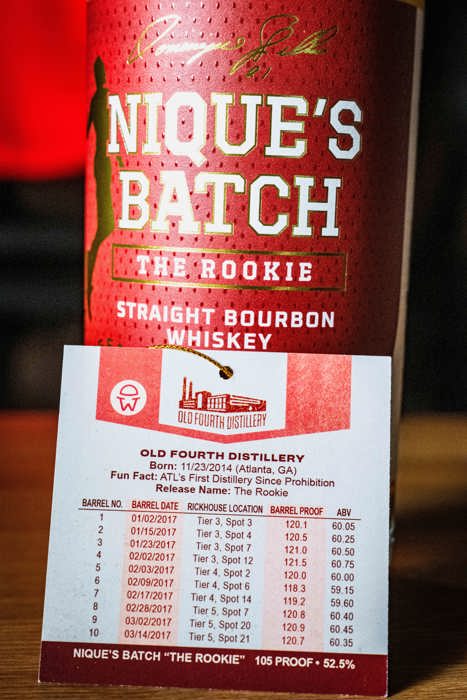 Dominique Wilkins
21
NIQUE'S
BATCH
THE ROOKIE
STRAIGHT BOURBON
WHISKEY
W
OLD FOURTH DISTILLERY
OLD FOURTH DISTILLERY
Born: 11/23/2014 (Atlanta, GA)
Fun Fact: ATL's First Distillery Since Prohibition
Release Name: The Rookie
BARREL NO. BARREL DATE RICKHOUSE LOCATION BARREL PROOF ABV
1 01/02/2017 Tier 3, Spot 3 120.1 60.05
2 01/15/2017 Tier 3, Spot 4 120.5 60.25
3 01/23/2017 Tier 3, Spot 7 121.0 60.50
4 02/02/2017 Tier 3, Spot 12 121.5 60.75
5 02/03/2017 Tier 4, Spot 2 120.0 60.00
6 02/09/2017 Tier 4, Spot 6 118.3 59.15
7 02/17/2017 Tier 4, Spot 14 119.2 59.60
8 02/28/2017 Tier 5, Spot 7 120.8 60.40
9 03/02/2017 Tier 5, Spot 20 120.9 60.45
10 03/14/2017 Tier 5, Spot 21 120.7 60.35
NIQUE'S BATCH “THE ROOKIE” 105 PROOF • 52.5%